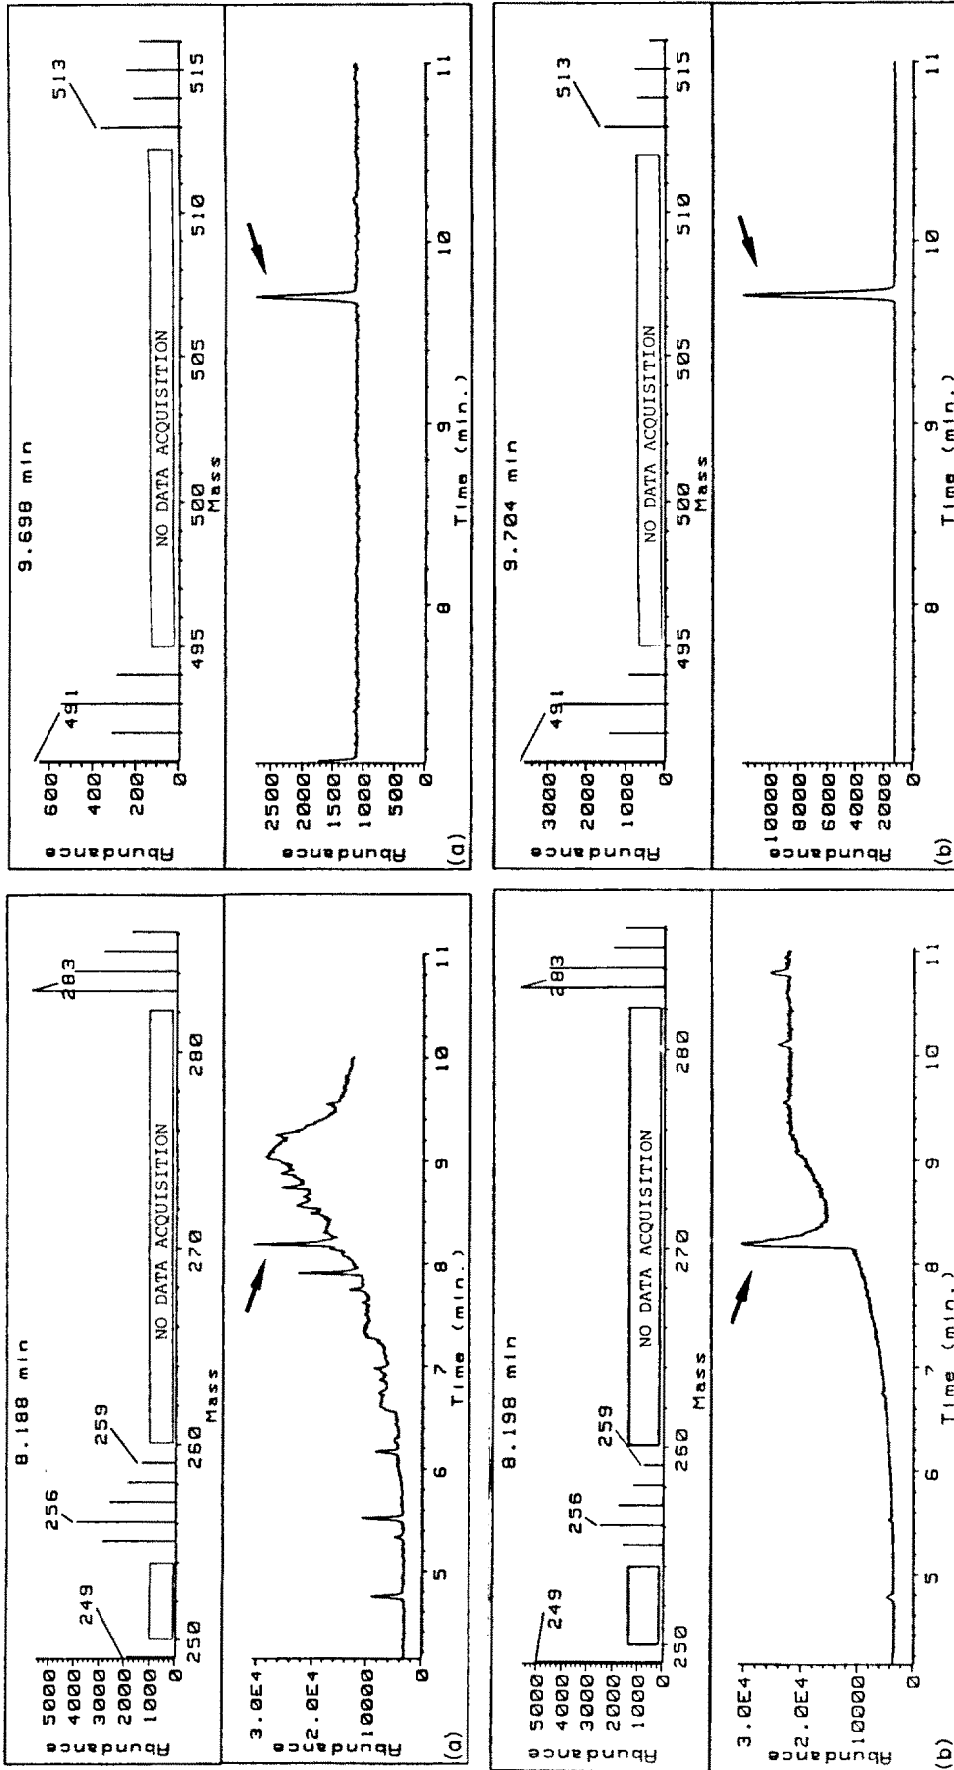 8.188 min
Abundance
5000
4000
3000
2000
1000
0
249
256
259
283
NO DATA ACQUISITION
250
260
270
280
Mass
Abundance
3.0E4
2.0E4
10000
0
5
6
7
8
9
10
11
Time (min.)
(a)
9.698 min
Abundance
600
400
200
0
491
513
NO DATA ACQUISITION
495
500
505
510
515
Mass
2500
2000
1500
1000
500
0
8
9
10
11
Time (min.)
(a)
8.198 min
Abundance
5000
4000
3000
2000
1000
0
249
256
259
283
NO DATA ACQUISITION
250
260
270
280
Mass
Abundance
3.0E4
2.0E4
10000
0
5
6
7
8
9
10
11
Time (min.)
(b)
9.704 min
Abundance
3000
2000
1000
0
491
513
NO DATA ACQUISITION
495
500
505
510
515
Mass
Abundance
10000
8000
6000
4000
2000
0
8
9
10
11
Time (min.)
(b)